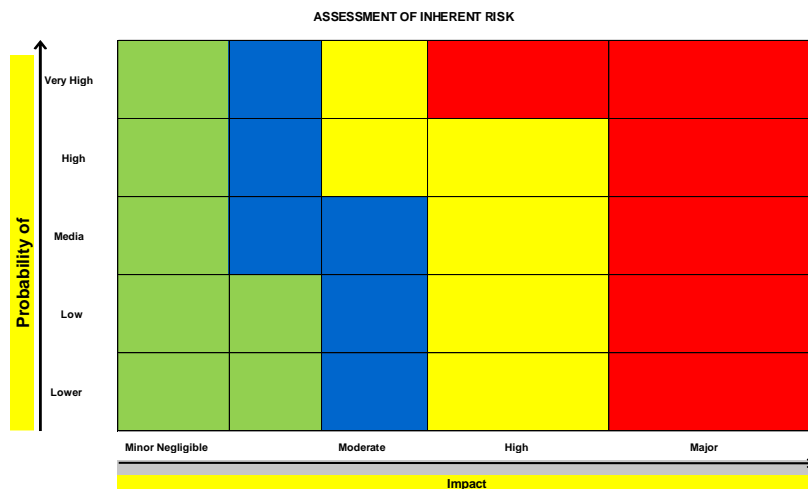 ASSESSMENT OF INHERENT RISK
Very High
High
Media
Low
Lower
Probability of
Minor Negligible
Moderate
High
Major
Impact